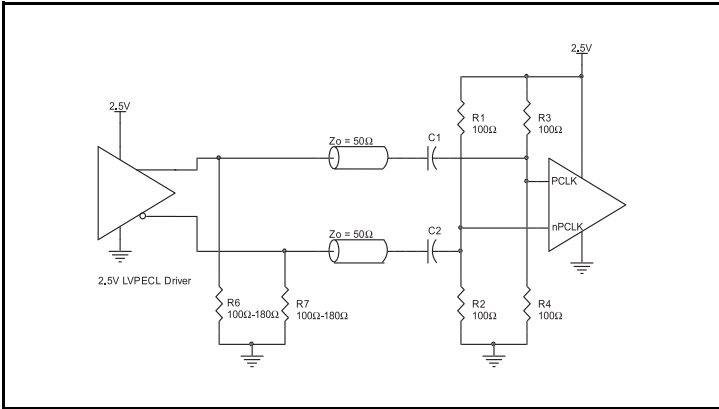 2.5V
2.5V
Zo = 50Ω
C1
R1
100Ω
R3
100Ω
PCLK
nPCLK
Zo = 50Ω
C2
2.5V LVPECL Driver
R6
100Ω-180Ω
R7
100Ω-180Ω
R2
100Ω
R4
100Ω